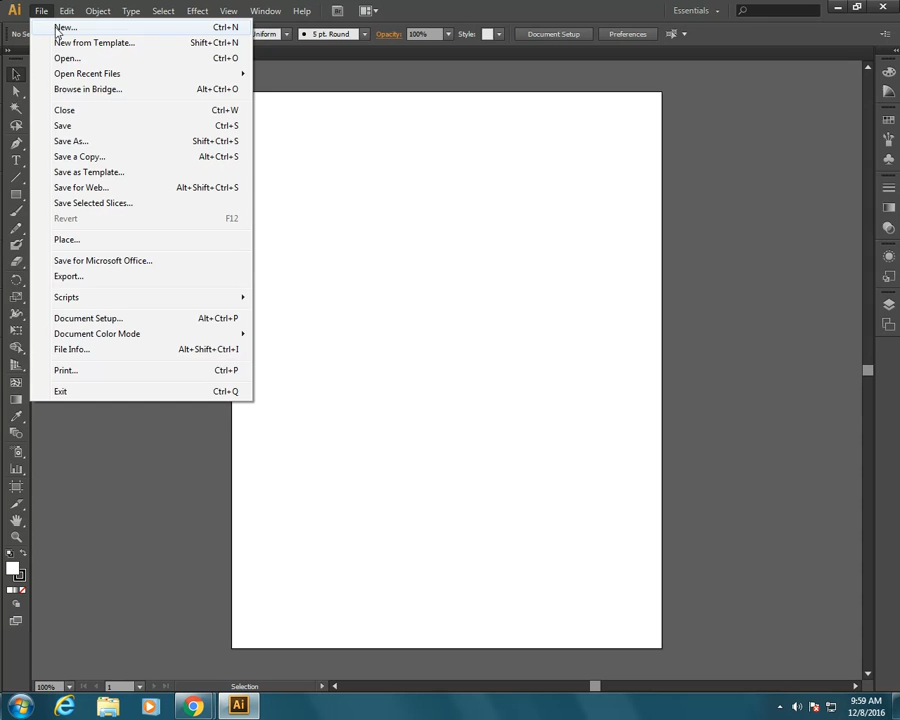 Ai File Edit Object Type Select Effect View Window Help Br Essentials
No Se Uniform 5 pt. Round Opacity: 100% Style: Document Setup Preferences
New... Ctrl+N
New from Template... Shift+Ctrl+N
Open... Ctrl+O
Open Recent Files
Browse in Bridge... Alt+Ctrl+O
Close Ctrl+W
Save Ctrl+S
Save As... Shift+Ctrl+S
Save a Copy... Alt+Ctrl+S
Save as Template...
Save for Web... Alt+Shift+Ctrl+S
Save Selected Slices...
Revert F12
Place...
Save for Microsoft Office...
Export...
Scripts
Document Setup... Alt+Ctrl+P
Document Color Mode
File Info... Alt+Shift+Ctrl+I
Print... Ctrl+P
Exit Ctrl+Q
T
100% 1 Selection
Ai
9:59 AM
12/8/2016